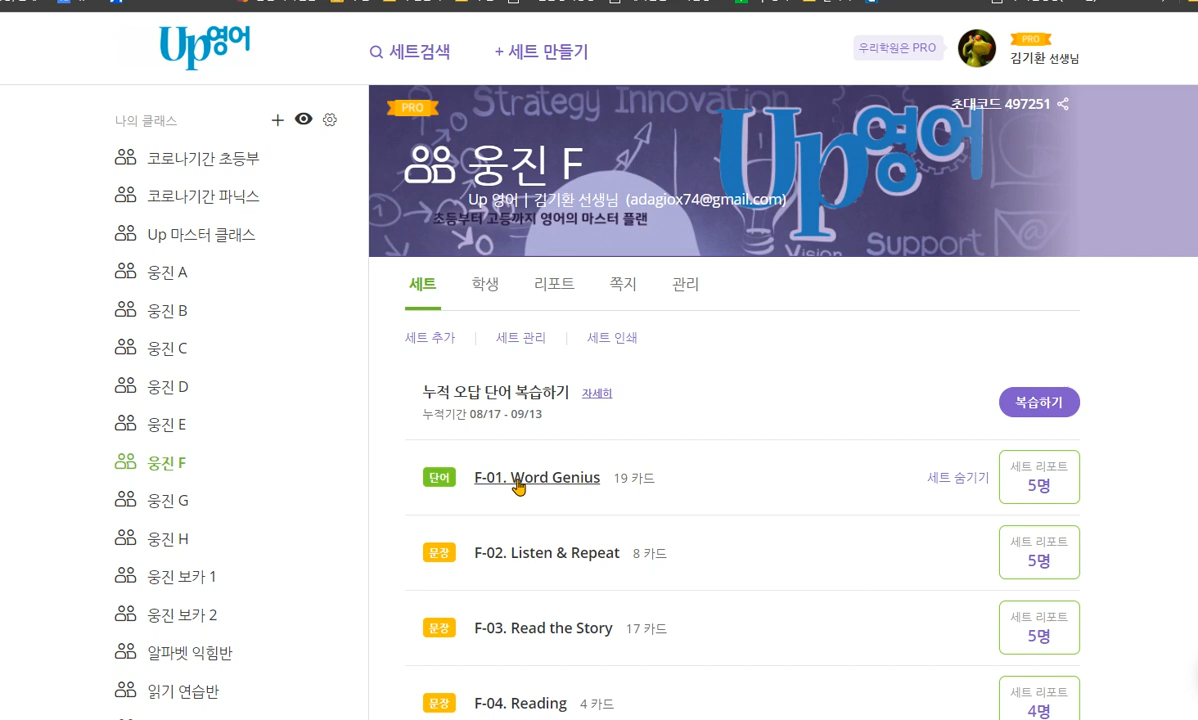 Up영어
세트검색
+ 세트 만들기
우리학원은 PRO
PRO
김기환 선생님
나의 클래스
코로나기간 초등부
코로나기간 파닉스
Up 마스터 클래스
웅진 A
웅진 B
웅진 C
웅진 D
웅진 E
웅진 F
웅진 G
웅진 H
웅진 보카 1
웅진 보카 2
알파벳 익힘반
읽기 연습반
PRO
Strategy Innovation
초대코드 497251
Up영어
웅진 F
Up 영어 | 김기환 선생님 (adagiox74@gmail.com)
초등부터 고등까지 영어의 마스터 플랜
Vision
Support
세트
학생
리포트
쪽지
관리
세트 추가
세트 관리
세트 인쇄
누적 오답 단어 복습하기 자세히
누적기간 08/17 - 09/13
복습하기
단어 F-01. Word Genius 19 카드
세트 숨기기
세트 리포트
5명
문장 F-02. Listen & Repeat 8 카드
세트 리포트
5명
문장 F-03. Read the Story 17 카드
세트 리포트
5명
문장 F-04. Reading 4 카드
세트 리포트
4명